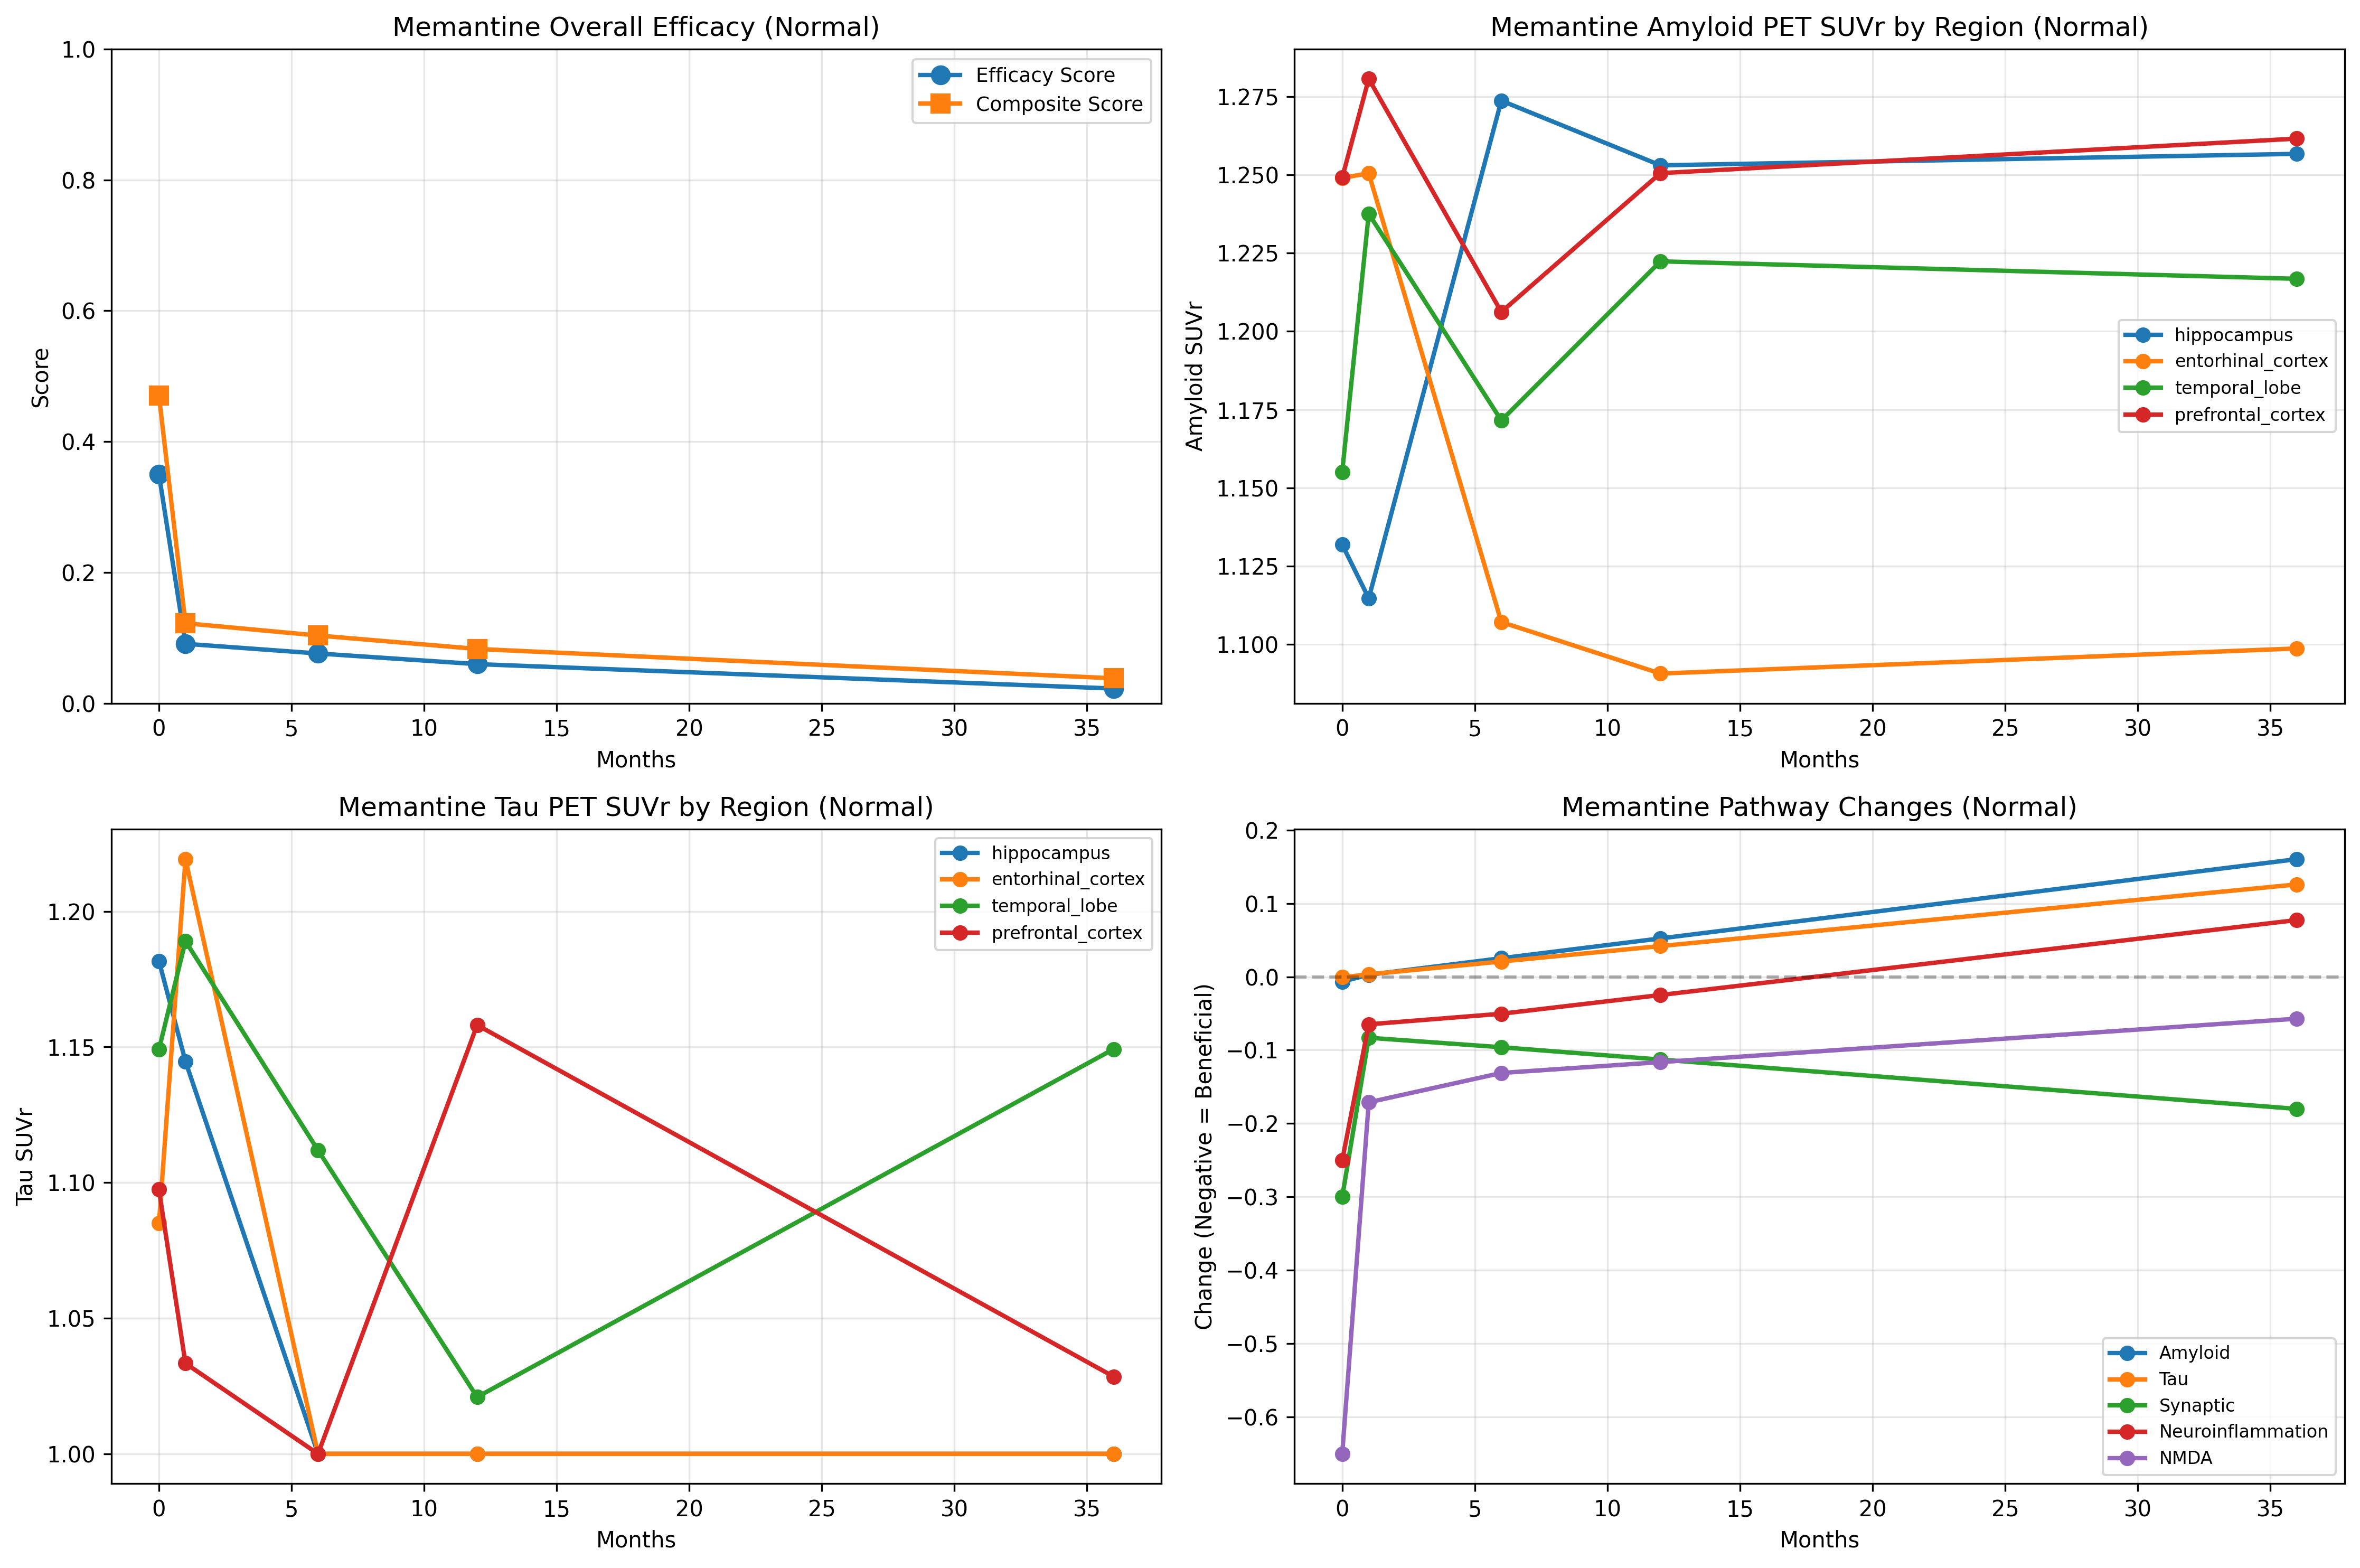 Memantine Overall Efficacy (Normal)
1.0
0.8
0.6
0.4
0.2
0.0
Score
0 5 10 15 20 25 30 35
Months
Efficacy Score
Composite Score
Memantine Amyloid PET SUVr by Region (Normal)
1.275
1.250
1.225
1.200
1.175
1.150
1.125
1.100
Amyloid SUVr
0 5 10 15 20 25 30 35
Months
hippocampus
entorhinal_cortex
temporal_lobe
prefrontal_cortex
Memantine Tau PET SUVr by Region (Normal)
1.20
1.15
1.10
1.05
1.00
Tau SUVr
0 5 10 15 20 25 30 35
Months
hippocampus
entorhinal_cortex
temporal_lobe
prefrontal_cortex
Memantine Pathway Changes (Normal)
0.2
0.1
0.0
−0.1
−0.2
−0.3
−0.4
−0.5
−0.6
Change (Negative = Beneficial)
0 5 10 15 20 25 30 35
Months
Amyloid
Tau
Synaptic
Neuroinflammation
NMDA